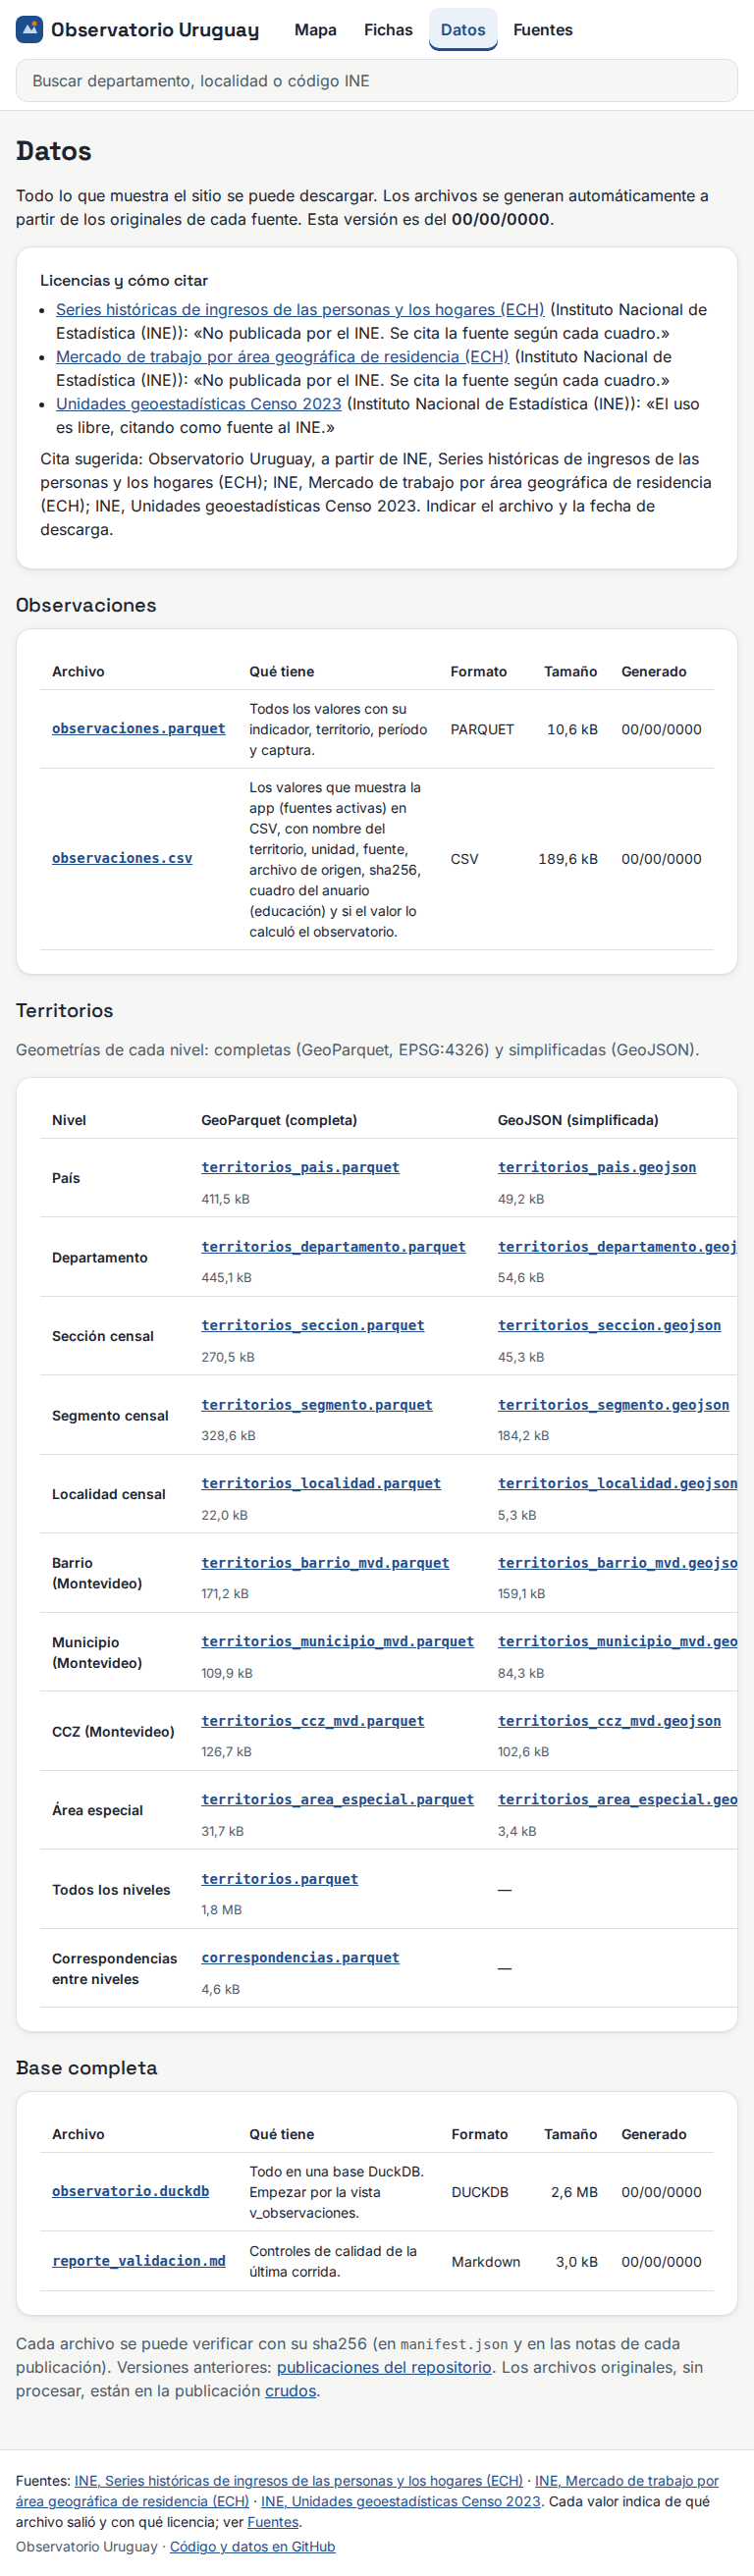 Observatorio Uruguay Mapa Fichas Datos Fuentes
Buscar departamento, localidad o código INE
Datos
Todo lo que muestra el sitio se puede descargar. Los archivos se generan automáticamente a
partir de los originales de cada fuente. Esta versión es del 00/00/0000.
Licencias y cómo citar
• Series históricas de ingresos de las personas y los hogares (ECH) (Instituto Nacional de
Estadística (INE)): «No publicada por el INE. Se cita la fuente según cada cuadro.»
• Mercado de trabajo por área geográfica de residencia (ECH) (Instituto Nacional de
Estadística (INE)): «No publicada por el INE. Se cita la fuente según cada cuadro.»
• Unidades geoestadísticas Censo 2023 (Instituto Nacional de Estadística (INE)): «El uso
es libre, citando como fuente al INE.»
Cita sugerida: Observatorio Uruguay, a partir de INE, Series históricas de ingresos de las
personas y los hogares (ECH); INE, Mercado de trabajo por área geográfica de residencia
(ECH); INE, Unidades geoestadísticas Censo 2023. Indicar el archivo y la fecha de
descarga.
Observaciones
Archivo Qué tiene Formato Tamaño Generado
observaciones.parquet Todos los valores con su indicador, territorio, período y captura. PARQUET 10,6 kB 00/00/0000
observaciones.csv Los valores que muestra la app (fuentes activas) en CSV, con nombre del territorio, unidad, fuente, archivo de origen, sha256, cuadro del anuario (educación) y si el valor lo calculó el observatorio. CSV 189,6 kB 00/00/0000
Territorios
Geometrías de cada nivel: completas (GeoParquet, EPSG:4326) y simplificadas (GeoJSON).
Nivel GeoParquet (completa) GeoJSON (simplificada)
País territorios_pais.parquet territorios_pais.geojson
411,5 kB 49,2 kB
Departamento territorios_departamento.parquet territorios_departamento.geoj
445,1 kB 54,6 kB
Sección censal territorios_seccion.parquet territorios_seccion.geojson
270,5 kB 45,3 kB
Segmento censal territorios_segmento.parquet territorios_segmento.geojson
328,6 kB 184,2 kB
Localidad censal territorios_localidad.parquet territorios_localidad.geojson
22,0 kB 5,3 kB
Barrio (Montevideo) territorios_barrio_mvd.parquet territorios_barrio_mvd.geojso
171,2 kB 159,1 kB
Municipio (Montevideo) territorios_municipio_mvd.parquet territorios_municipio_mvd.geo
109,9 kB 84,3 kB
CCZ (Montevideo) territorios_ccz_mvd.parquet territorios_ccz_mvd.geojson
126,7 kB 102,6 kB
Área especial territorios_area_especial.parquet territorios_area_especial.geo
31,7 kB 3,4 kB
Todos los niveles territorios.parquet —
1,8 MB
Correspondencias entre niveles correspondencias.parquet —
4,6 kB
Base completa
Archivo Qué tiene Formato Tamaño Generado
observatorio.duckdb Todo en una base DuckDB. Empezar por la vista v_observaciones. DUCKDB 2,6 MB 00/00/0000
reporte_validacion.md Controles de calidad de la última corrida. Markdown 3,0 kB 00/00/0000
Cada archivo se puede verificar con su sha256 (en manifest.json y en las notas de cada
publicación). Versiones anteriores: publicaciones del repositorio. Los archivos originales, sin
procesar, están en la publicación crudos.
Fuentes: INE, Series históricas de ingresos de las personas y los hogares (ECH) · INE, Mercado de trabajo por
área geográfica de residencia (ECH) · INE, Unidades geoestadísticas Censo 2023. Cada valor indica de qué
archivo salió y con qué licencia; ver Fuentes.
Observatorio Uruguay · Código y datos en GitHub